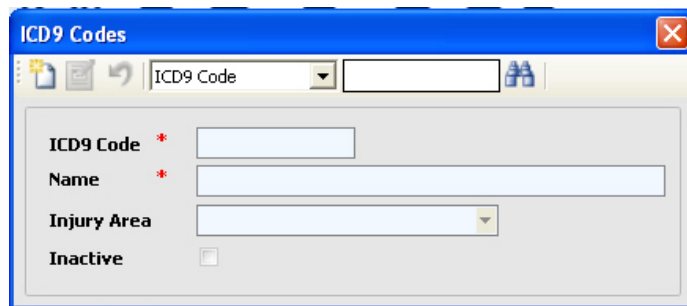 ICD9 Codes
ICD9 Code
ICD9 Code *
Name *
Injury Area
Inactive